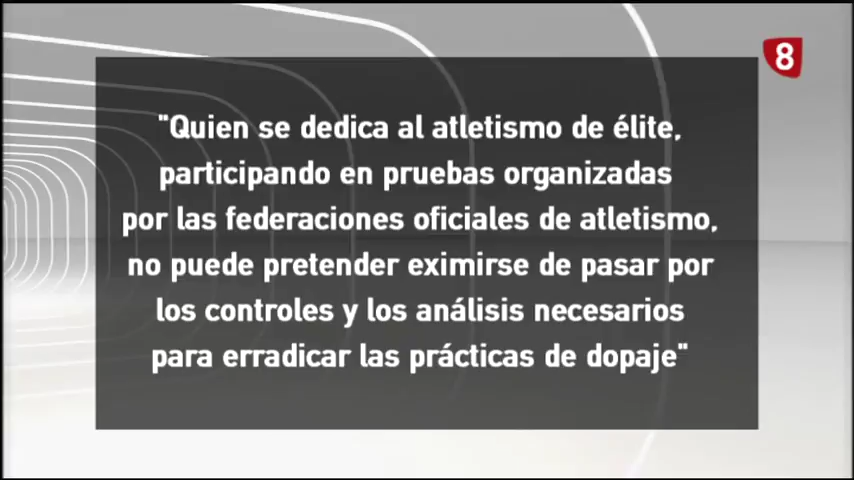 8
"Quien se dedica al atletismo de élite,
participando en pruebas organizadas
por las federaciones oficiales de atletismo,
no puede pretender eximirse de pasar por
los controles y los análisis necesarios
para erradicar las prácticas de dopaje"